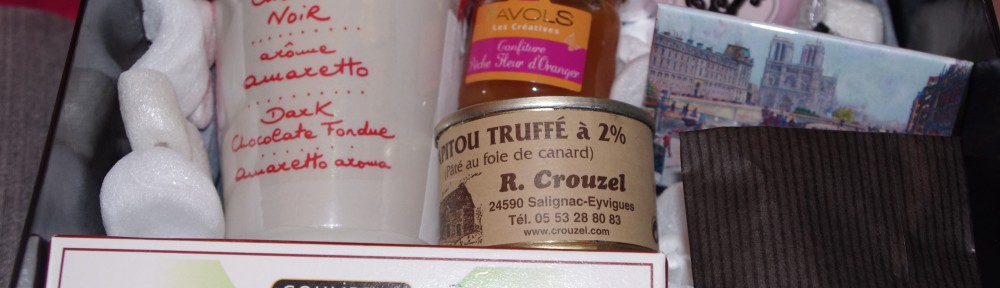 NOIR
arôme
amaretto
Dark
Chocolate Fondue
amaretto aroma
AVOLS
Les Créatives
Confiture
Pêche Fleur d'Oranger
APITOU TRUFFÉ à 2%
(Pâté au foie de canard)
R. Crouzel
24590 Salignac-Eyvigues
Tél. 05 53 28 80 83
www.crouzel.com